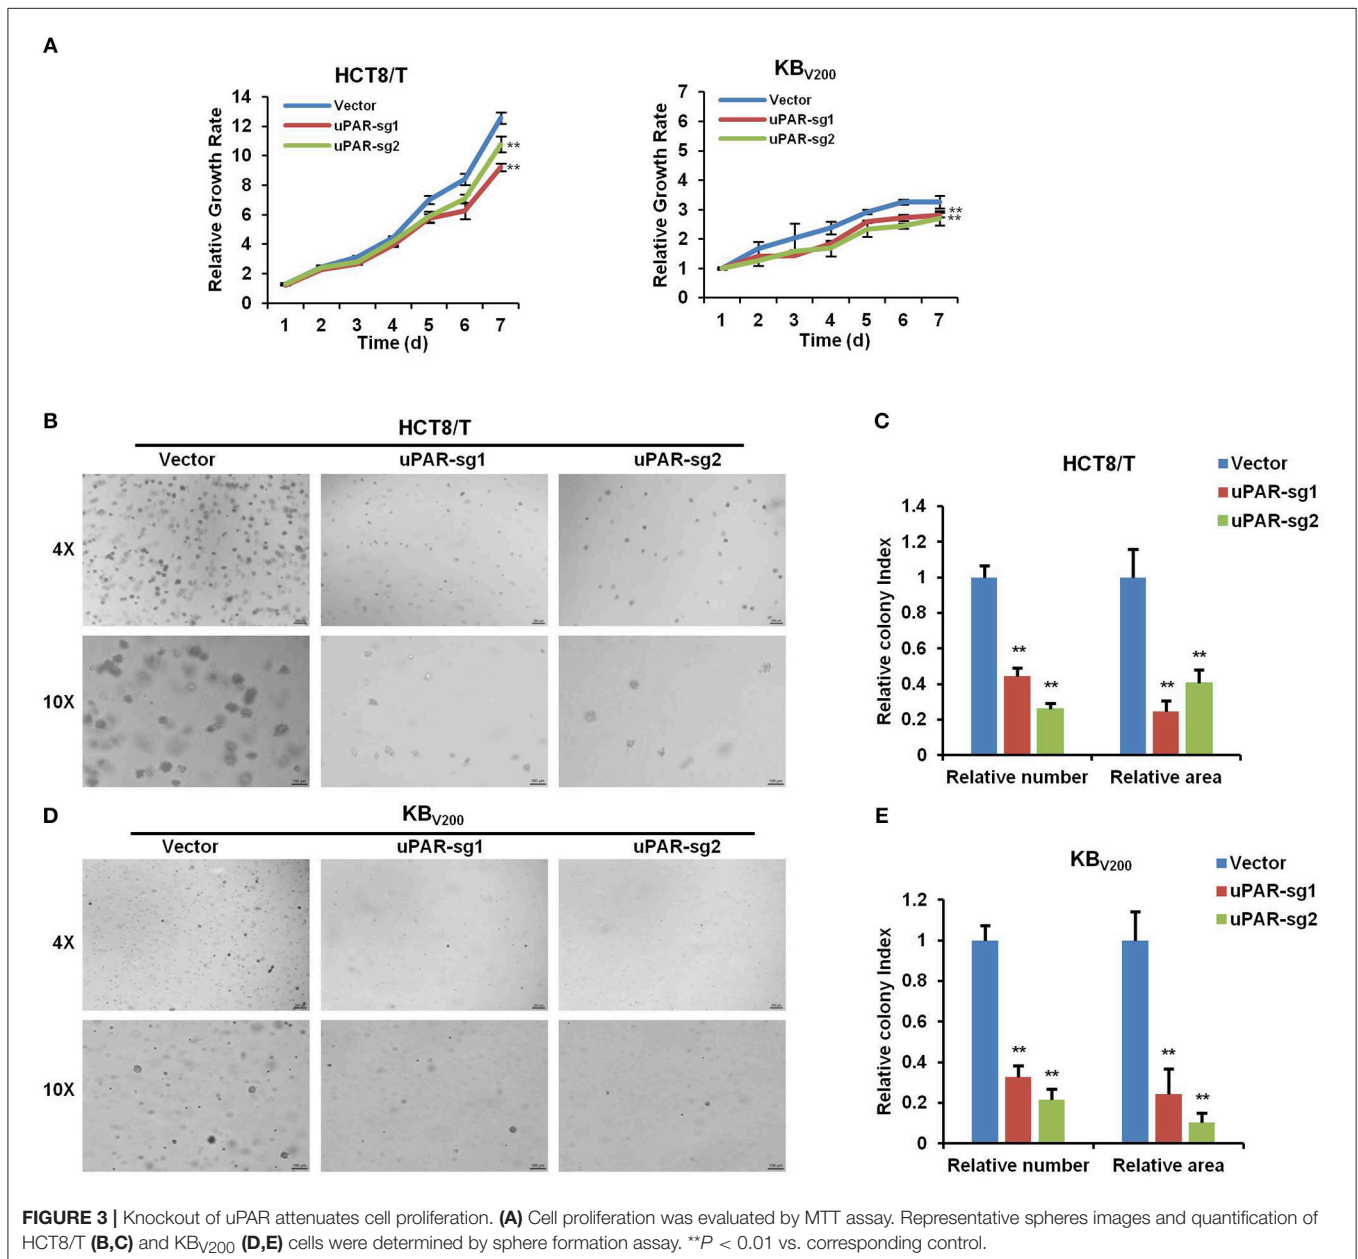 A
HCT8/T
Relative Growth Rate
14
12
10
8
6
4
2
0
Vector
uPAR-sg1
uPAR-sg2
**
**
1 2 3 4 5 6 7
Time (d)
KBV200
Relative Growth Rate
7
6
5
4
3
2
1
0
Vector
uPAR-sg1
uPAR-sg2
**
**
1 2 3 4 5 6 7
Time (d)
B
HCT8/T
Vector uPAR-sg1 uPAR-sg2
4X
10X
C
HCT8/T
Vector
uPAR-sg1
uPAR-sg2
Relative colony Index
1.4
1.2
1
0.8
0.6
0.4
0.2
0
** ** ** **
Relative number Relative area
D
KBV200
Vector uPAR-sg1 uPAR-sg2
4X
10X
E
KBV200
Vector
uPAR-sg1
uPAR-sg2
Relative colony Index
1.2
1
0.8
0.6
0.4
0.2
0
** ** ** **
Relative number Relative area
FIGURE 3 | Knockout of uPAR attenuates cell proliferation. (A) Cell proliferation was evaluated by MTT assay. Representative spheres images and quantification of
HCT8/T (B,C) and KBV200 (D,E) cells were determined by sphere formation assay. **P < 0.01 vs. corresponding control.